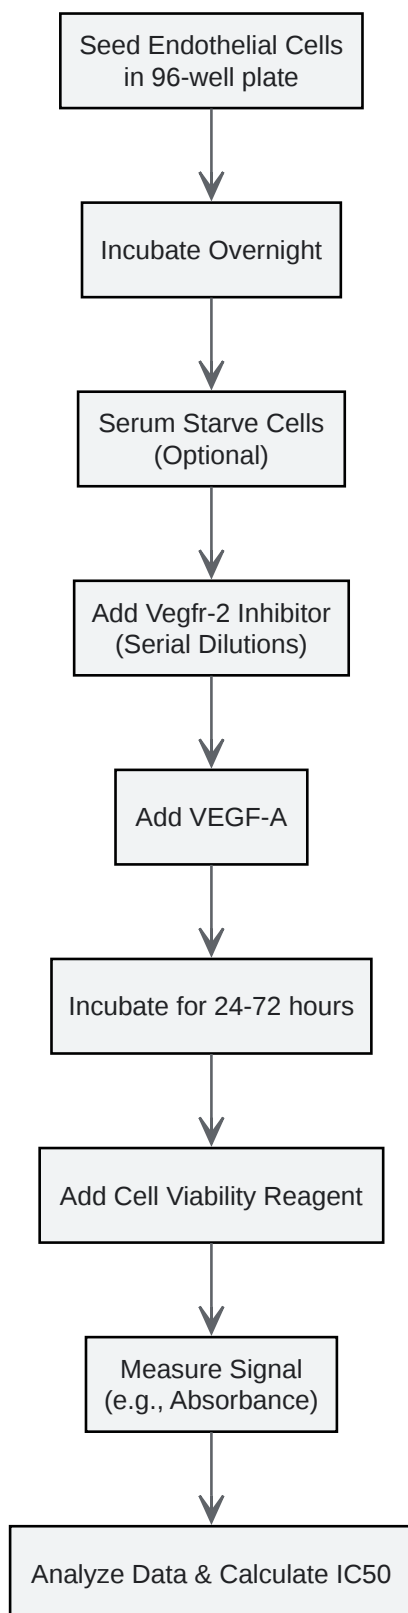 Seed Endothelial Cells
in 96-well plate
Incubate Overnight
Serum Starve Cells
(Optional)
Add Vegfr-2 Inhibitor
(Serial Dilutions)
Add VEGF-A
Incubate for 24-72 hours
Add Cell Viability Reagent
Measure Signal
(e.g., Absorbance)
Analyze Data & Calculate IC50